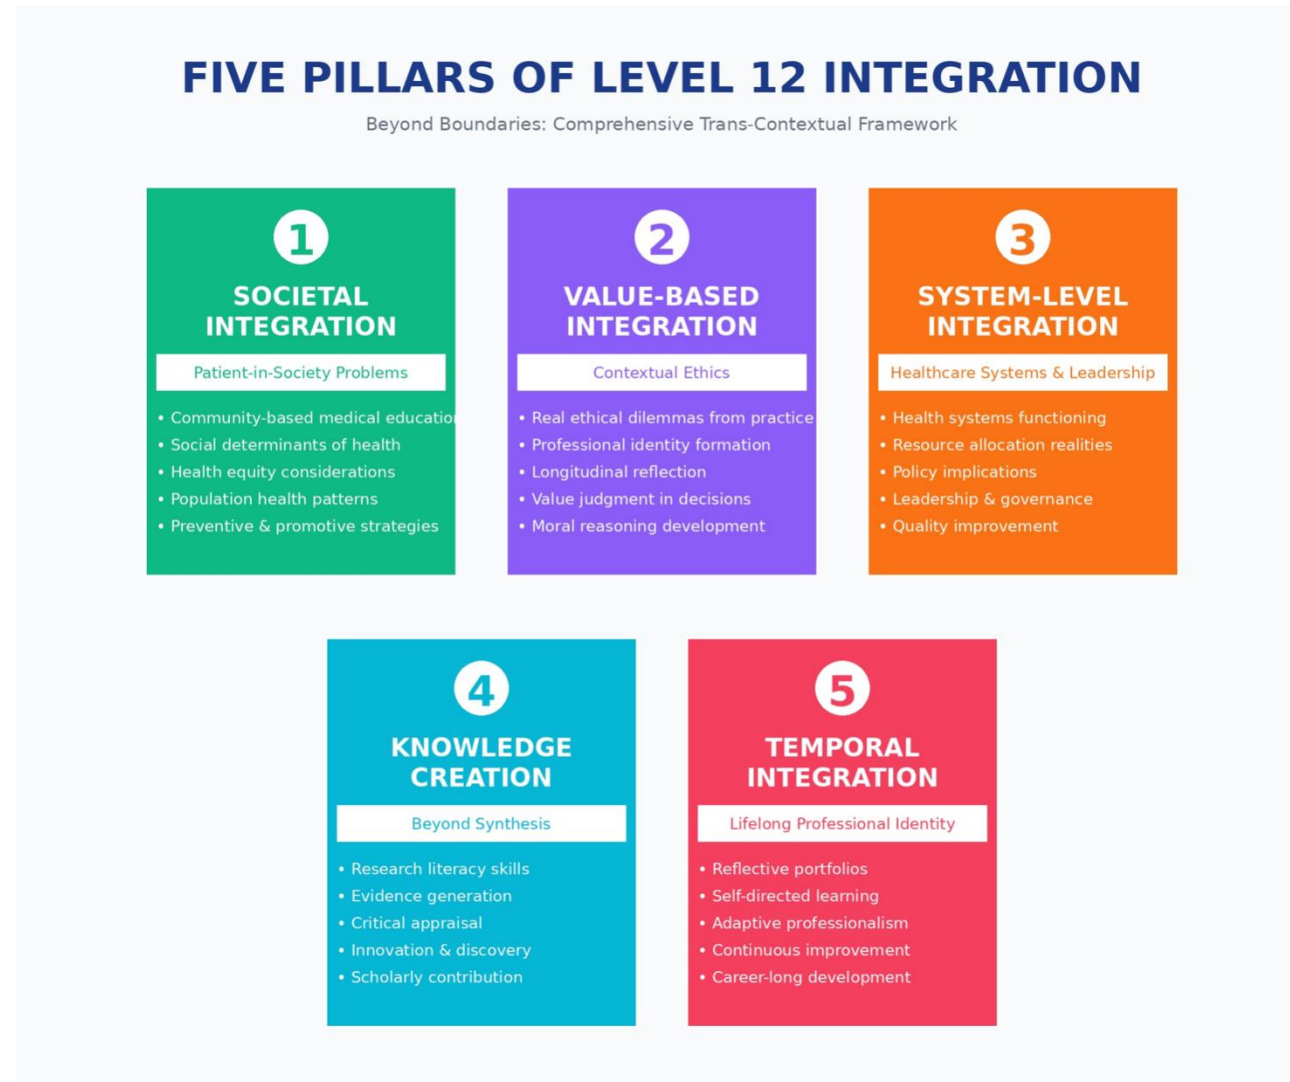 FIVE PILLARS OF LEVEL 12 INTEGRATION
Beyond Boundaries: Comprehensive Trans-Contextual Framework
1
SOCIETAL
INTEGRATION
Patient-in-Society Problems
• Community-based medical education
• Social determinants of health
• Health equity considerations
• Population health patterns
• Preventive & promotive strategies
2
VALUE-BASED
INTEGRATION
Contextual Ethics
• Real ethical dilemmas from practice
• Professional identity formation
• Longitudinal reflection
• Value judgment in decisions
• Moral reasoning development
3
SYSTEM-LEVEL
INTEGRATION
Healthcare Systems & Leadership
• Health systems functioning
• Resource allocation realities
• Policy implications
• Leadership & governance
• Quality improvement
4
KNOWLEDGE
CREATION
Beyond Synthesis
• Research literacy skills
• Evidence generation
• Critical appraisal
• Innovation & discovery
• Scholarly contribution
5
TEMPORAL
INTEGRATION
Lifelong Professional Identity
• Reflective portfolios
• Self-directed learning
• Adaptive professionalism
• Continuous improvement
• Career-long development